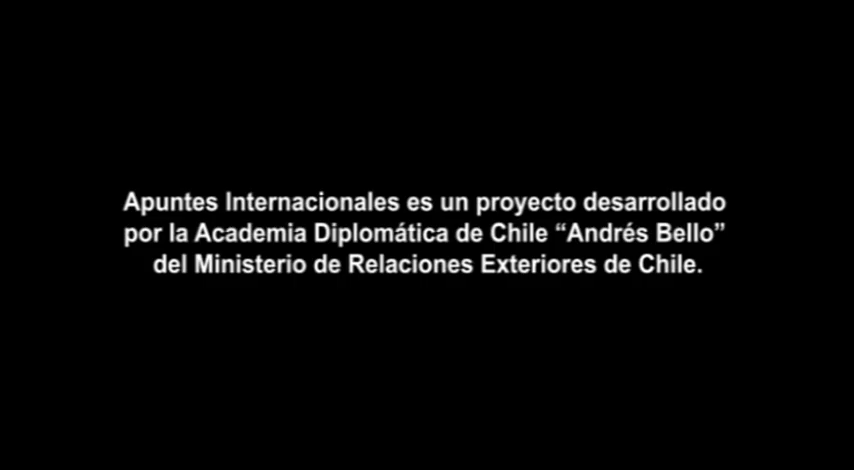 Apuntes Internacionales es un proyecto desarrollado
por la Academia Diplomática de Chile “Andrés Bello”
del Ministerio de Relaciones Exteriores de Chile.